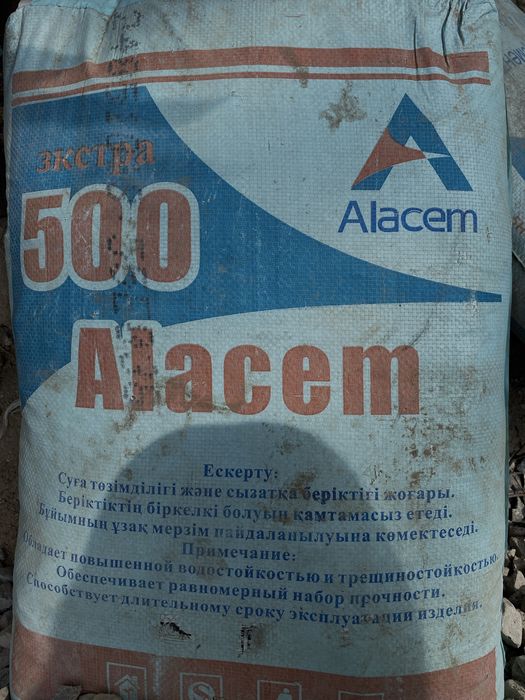 экстра
500
Alacem
Alacem
Ескерту:
Суға төзімділігі және сызатқа беріктігі жоғары.
Беріктіктің біркелкі болуын қамтамасыз етеді.
Бұйымның ұзақ мерзім пайдаланылуына көмектеседі.
Примечание:
Обладает повышенной водостойкостью и трещиностойкостью.
Обеспечивает равномерный набор прочности.
Способствует длительному сроку эксплуатации изделия.